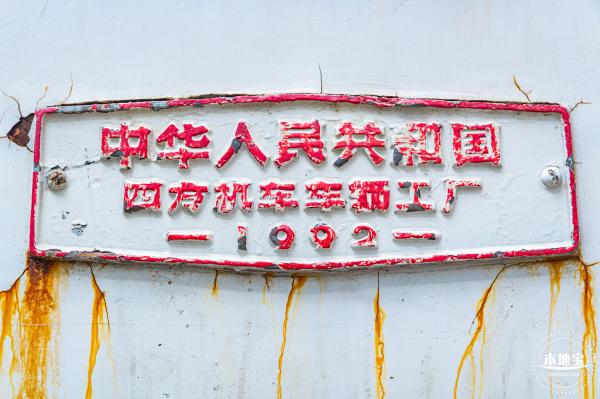 中华人民共和国
四方机车车辆工厂
—1992—
本地宝